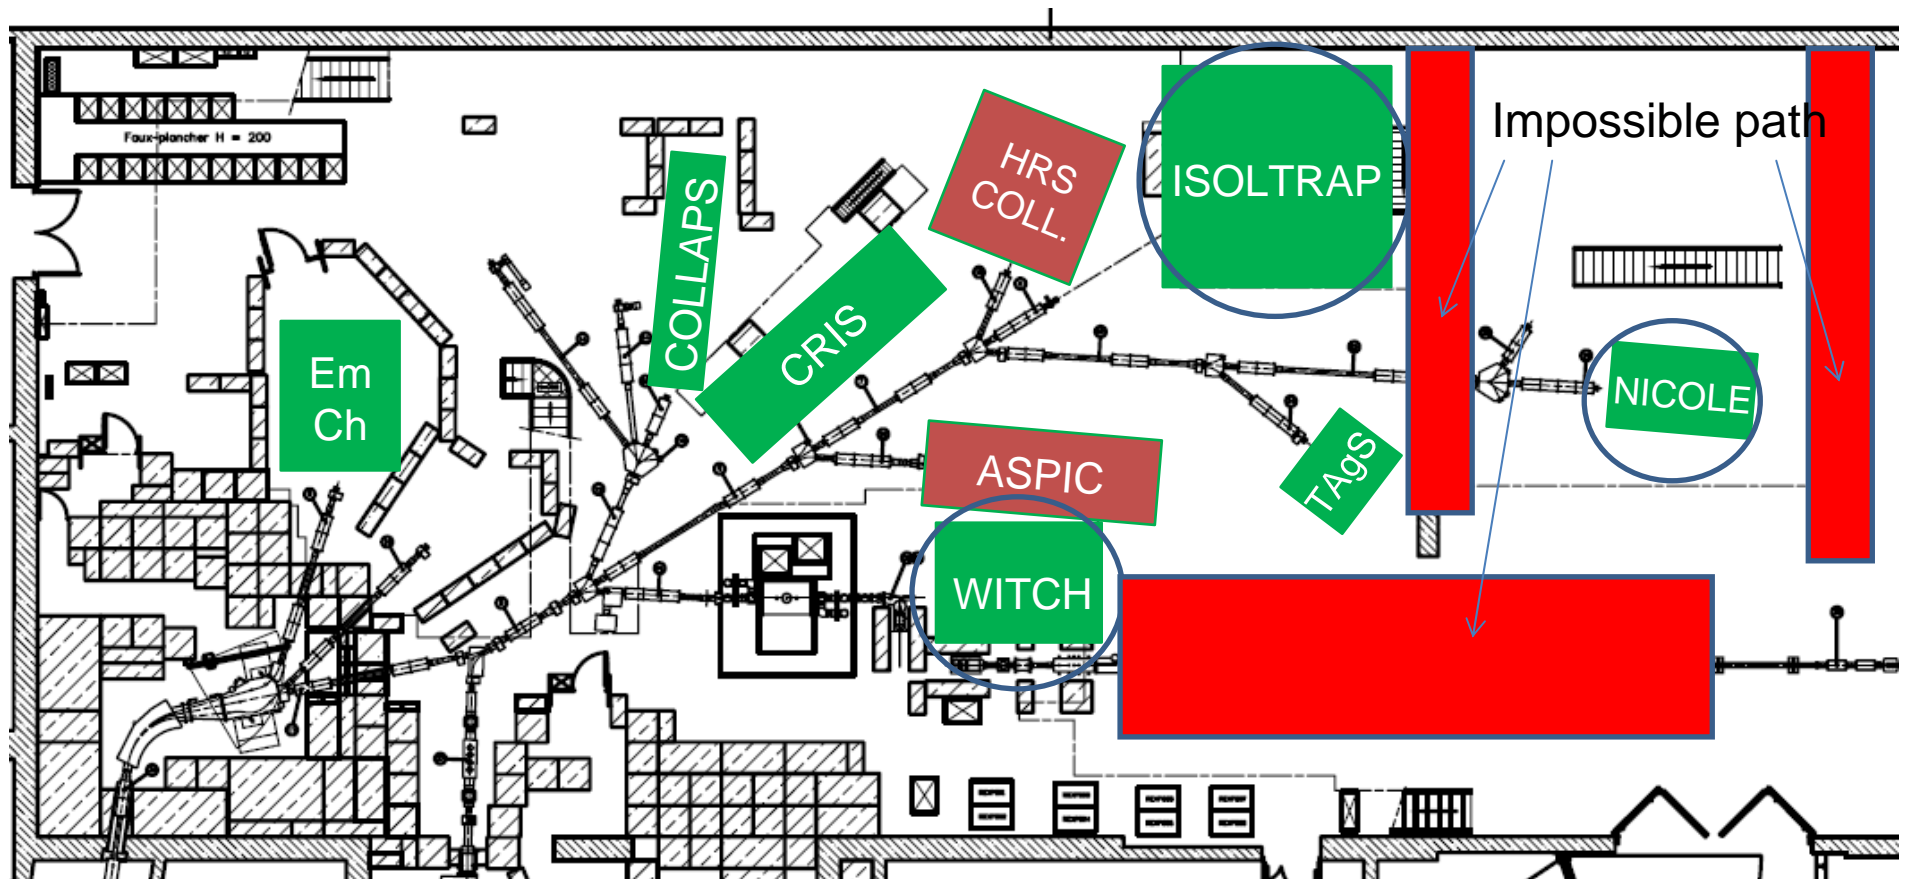 Faux-plancher H = 200
Impossible path
HRS
COLL.
ISOLTRAP
COLLAPS
CRIS
Em
Ch
NICOLE
ASPIC
TAgS
WITCH